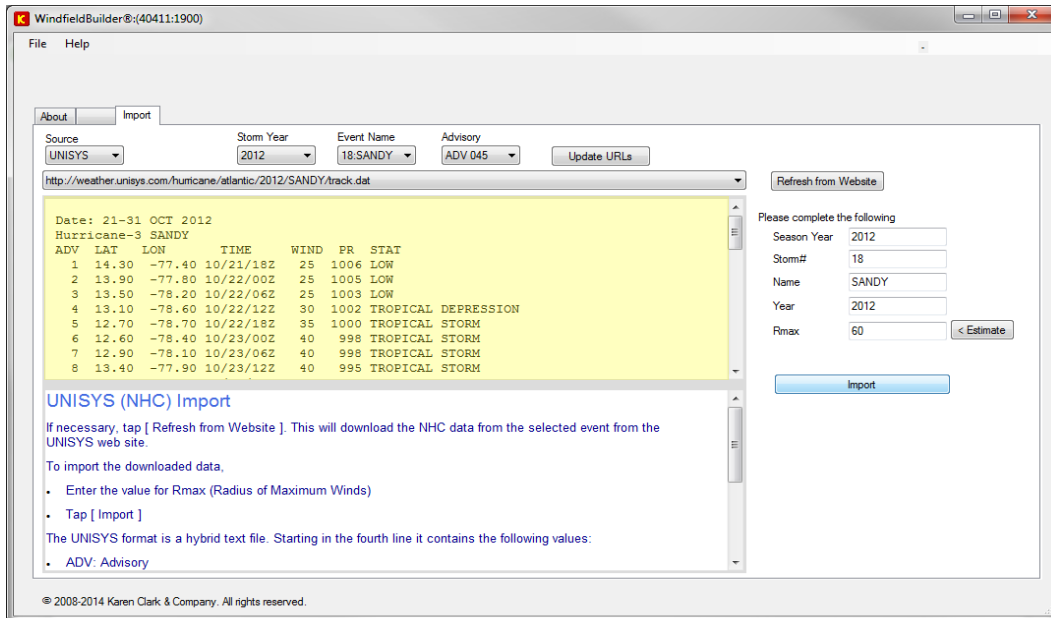 WindfieldBuilder®:(40411:1900)
File Help
About Import
Source Storm Year Event Name Advisory
UNISYS 2012 18:SANDY ADV 045 Update URLs
http://weather.unisys.com/hurricane/atlantic/2012/SANDY/track.dat
Refresh from Website
Date: 21-31 OCT 2012
Hurricane-3 SANDY
ADV LAT LON TIME WIND PR STAT
1 14.30 -77.40 10/21/18Z 25 1006 LOW
2 13.90 -77.80 10/22/00Z 25 1005 LOW
3 13.50 -78.20 10/22/06Z 25 1003 LOW
4 13.10 -78.60 10/22/12Z 30 1002 TROPICAL DEPRESSION
5 12.70 -78.70 10/22/18Z 35 1000 TROPICAL STORM
6 12.60 -78.40 10/23/00Z 40 998 TROPICAL STORM
7 12.90 -78.10 10/23/06Z 40 998 TROPICAL STORM
8 13.40 -77.90 10/23/12Z 40 995 TROPICAL STORM
Please complete the following
Season Year 2012
Storm# 18
Name SANDY
Year 2012
Rmax 60 < Estimate
Import
UNISYS (NHC) Import
If necessary, tap [ Refresh from Website ]. This will download the NHC data from the selected event from the
UNISYS web site.
To import the downloaded data,
• Enter the value for Rmax (Radius of Maximum Winds)
• Tap [ Import ]
The UNISYS format is a hybrid text file. Starting in the fourth line it contains the following values:
• ADV: Advisory
© 2008-2014 Karen Clark & Company. All rights reserved.